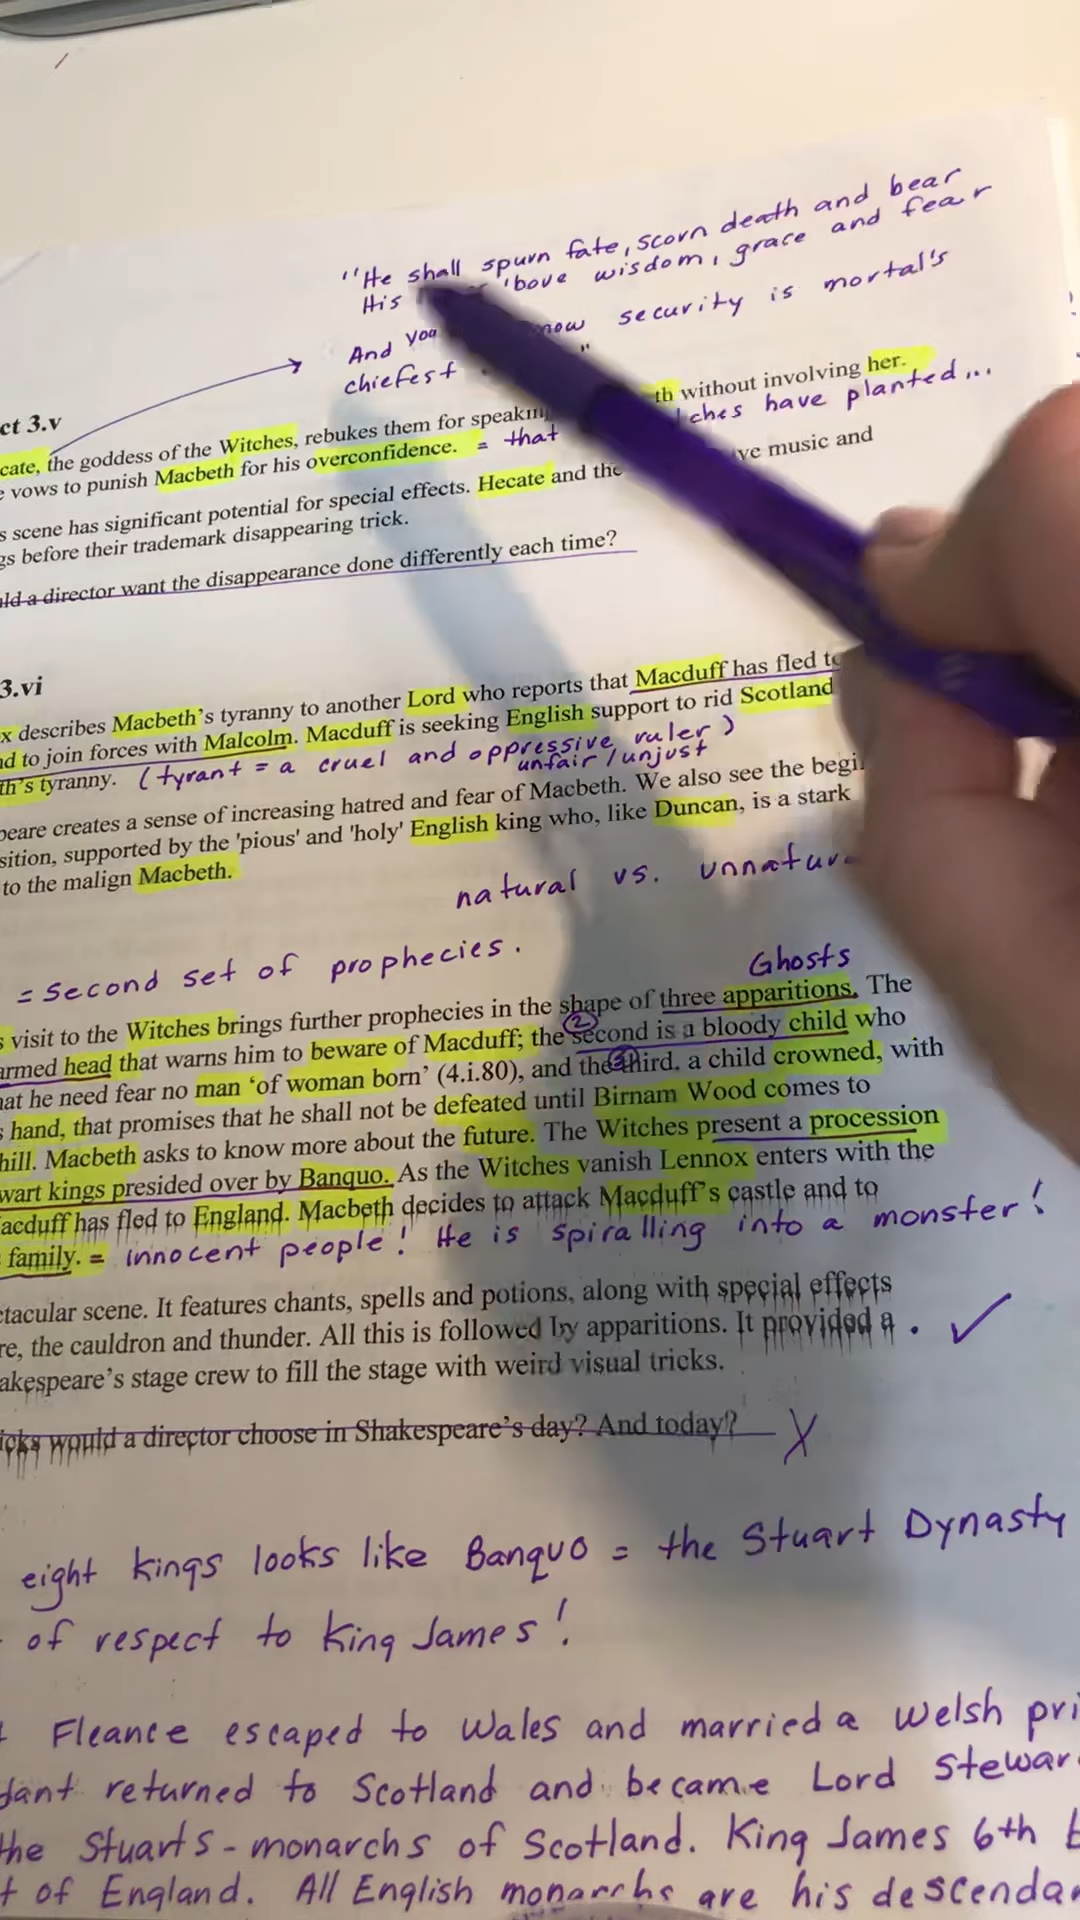 "He shall spurn fate, scorn death and bear
His 'bove wisdom, grace and fear
And you know security is mortal's
chiefest "
ct 3.v
cate, the goddess of the Witches, rebukes them for speaking th without involving her.
e vows to punish Macbeth for his overconfidence. = that tches have planted...
s scene has significant potential for special effects. Hecate and the ve music and
gs before their trademark disappearing trick.
uld a director want the disappearance done differently each time?
3.vi
x describes Macbeth's tyranny to another Lord who reports that Macduff has fled to
nd to join forces with Malcolm. Macduff is seeking English support to rid Scotland
th's tyranny. (tyrant = a cruel and oppressive ruler)
unfair/unjust
peare creates a sense of increasing hatred and fear of Macbeth. We also see the begi
sition, supported by the 'pious' and 'holy' English king who, like Duncan, is a stark
to the malign Macbeth.
natural vs. unnatur
= second set of prophecies.
Ghosts
s visit to the Witches brings further prophecies in the shape of three apparitions. The
armed head that warns him to beware of Macduff; the second is a bloody child who
2
hat he need fear no man 'of woman born' (4.i.80), and the third, a child crowned, with
3
s hand, that promises that he shall not be defeated until Birnam Wood comes to
hill. Macbeth asks to know more about the future. The Witches present a procession
wart kings presided over by Banquo. As the Witches vanish Lennox enters with the
acduff has fled to England. Macbeth decides to attack Macduff's castle and to
family. = innocent people! He is spiralling into a monster!
ctacular scene. It features chants, spells and potions, along with special effects
re, the cauldron and thunder. All this is followed by apparitions. It provided a .
akespeare's stage crew to fill the stage with weird visual tricks.
icks would a director choose in Shakespeare's day? And today? X
eight kings looks like Banquo = the Stuart Dynasty
of respect to King James!
Fleance escaped to Wales and married a Welsh pri
dant returned to Scotland and became Lord Stewar
the Stuarts - monarchs of Scotland. King James 6th b
t of England. All English monarchs are his descendan